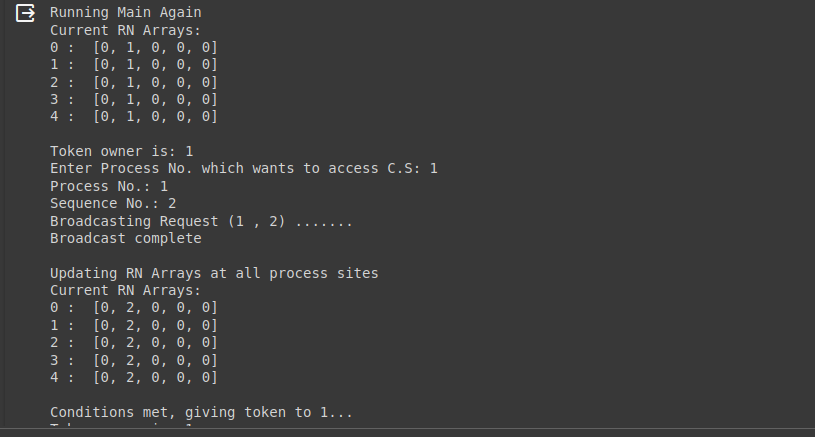 Running Main Again
Current RN Arrays:
0 :  [0, 1, 0, 0, 0]
1 :  [0, 1, 0, 0, 0]
2 :  [0, 1, 0, 0, 0]
3 :  [0, 1, 0, 0, 0]
4 :  [0, 1, 0, 0, 0]

Token owner is: 1
Enter Process No. which wants to access C.S: 1
Process No.: 1
Sequence No.: 2
Broadcasting Request (1 , 2) .......
Broadcast complete

Updating RN Arrays at all process sites
Current RN Arrays:
0 :  [0, 2, 0, 0, 0]
1 :  [0, 2, 0, 0, 0]
2 :  [0, 2, 0, 0, 0]
3 :  [0, 2, 0, 0, 0]
4 :  [0, 2, 0, 0, 0]

Conditions met, giving token to 1...